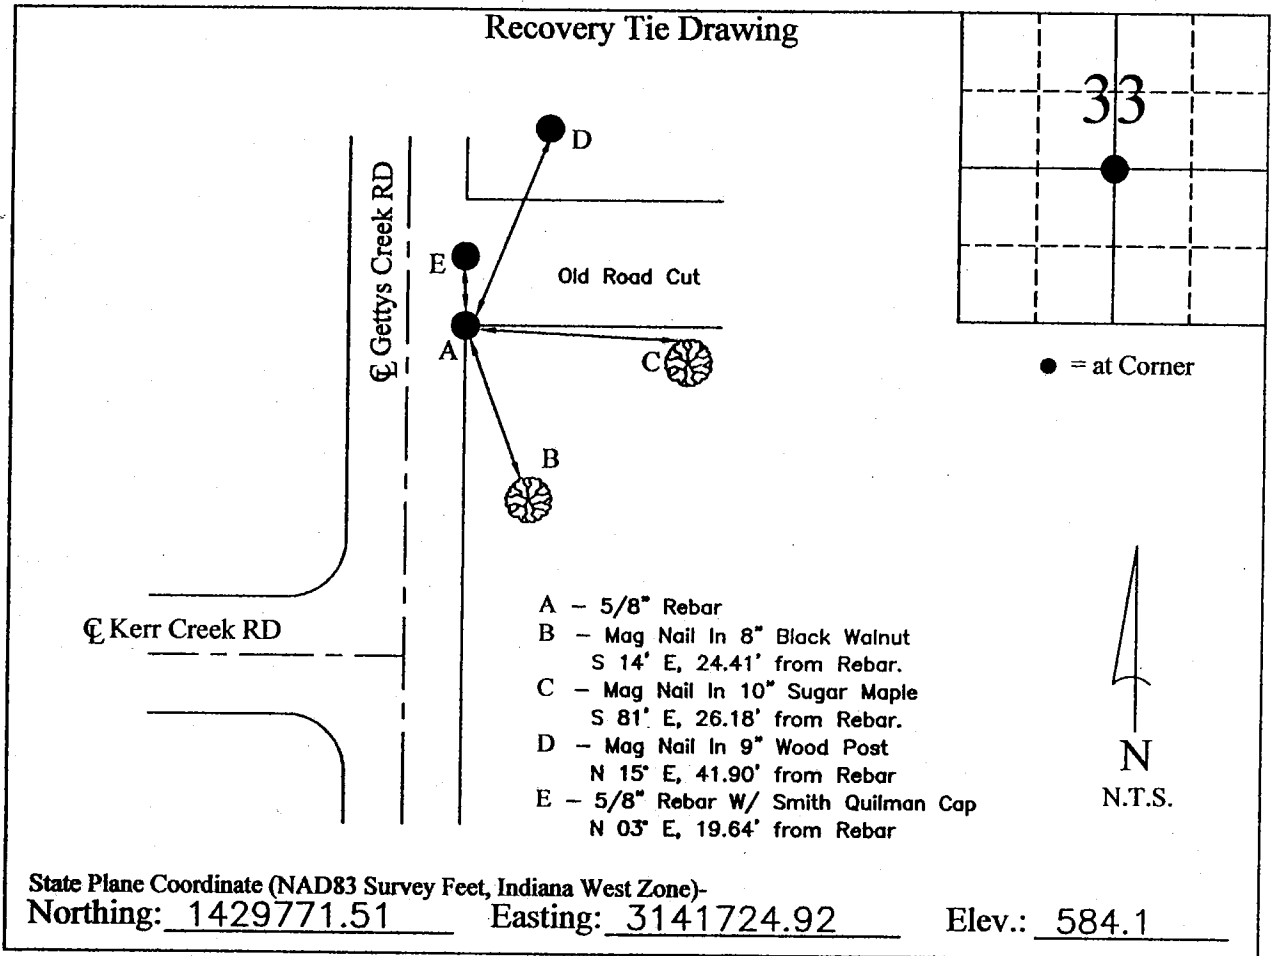 Recovery Tie Drawing
33
D
℄ Gettys Creek RD
E
Old Road Cut
A
C
● = at Corner
B
A – 5/8" Rebar
℄ Kerr Creek RD
B – Mag Nail In 8" Black Walnut
S 14° E, 24.41' from Rebar.
C – Mag Nail In 10" Sugar Maple
S 81° E, 26.18' from Rebar.
D – Mag Nail In 9" Wood Post
N 15° E, 41.90' from Rebar
E – 5/8" Rebar W/ Smith Quilman Cap
N 03° E, 19.64' from Rebar
N
N.T.S.
State Plane Coordinate (NAD83 Survey Feet, Indiana West Zone)-
Northing: 1429771.51 Easting: 3141724.92 Elev.: 584.1